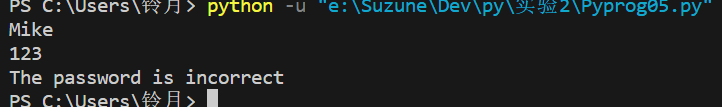 PS C:\Users\铃月> python -u "e:\Suzune\Dev\py\实验2\Pyprog05.py"
Mike
123
The password is incorrect
PS C:\Users\铃月>